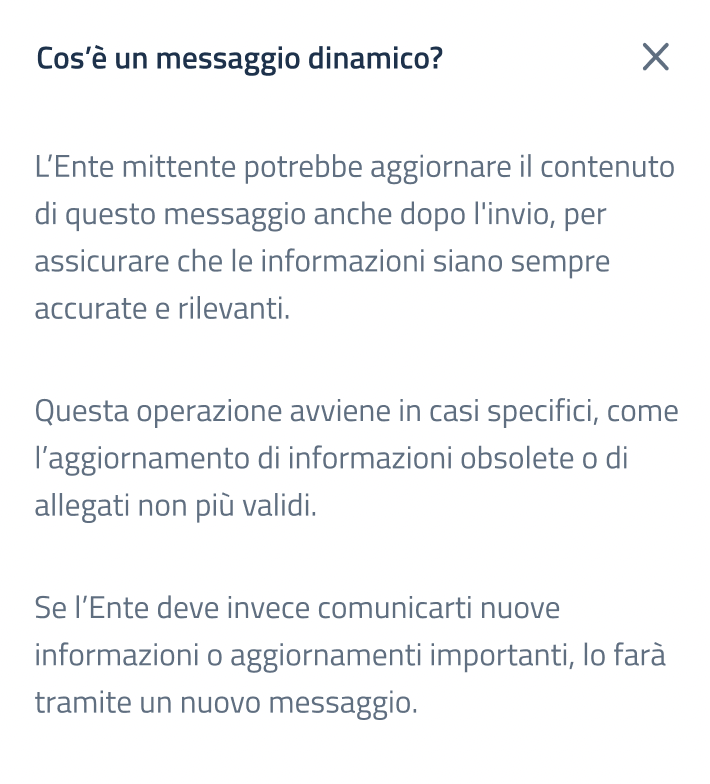 Cos’è un messaggio dinamico?
L’Ente mittente potrebbe aggiornare il contenuto
di questo messaggio anche dopo l'invio, per
assicurare che le informazioni siano sempre
accurate e rilevanti.
Questa operazione avviene in casi specifici, come
l’aggiornamento di informazioni obsolete o di
allegati non più validi.
Se l’Ente deve invece comunicarti nuove
informazioni o aggiornamenti importanti, lo farà
tramite un nuovo messaggio.